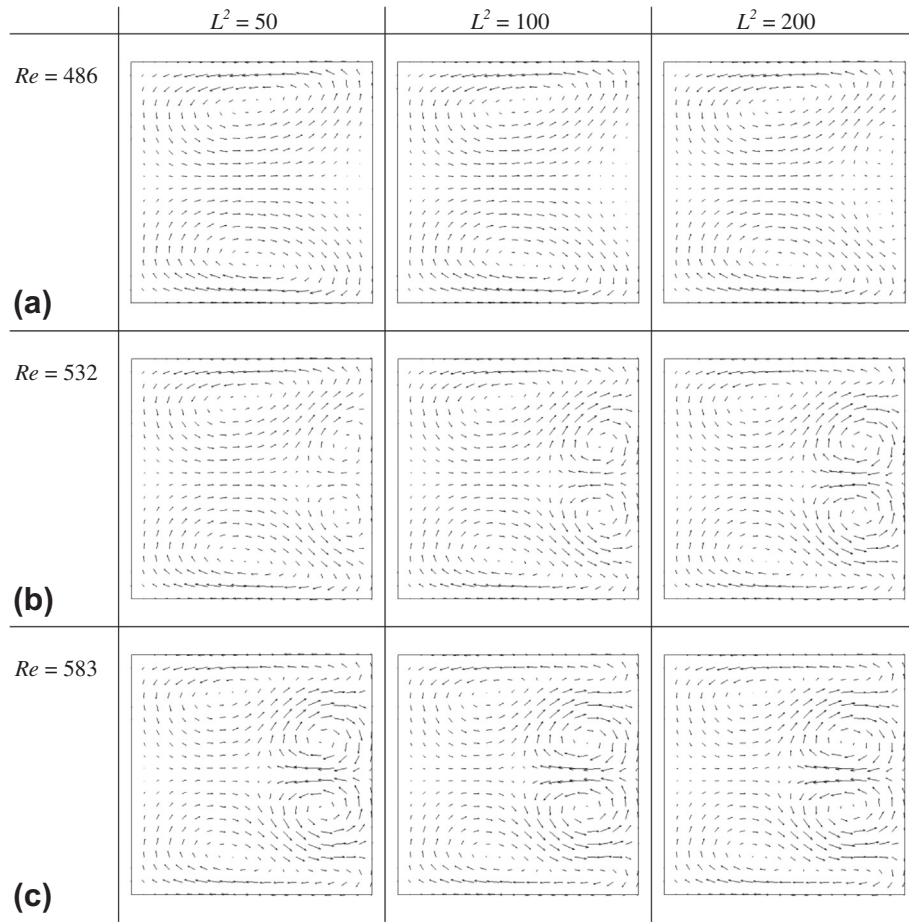 L² = 50 L² = 100 L² = 200
Re = 486
(a)
Re = 532
(b)
Re = 583
(c)